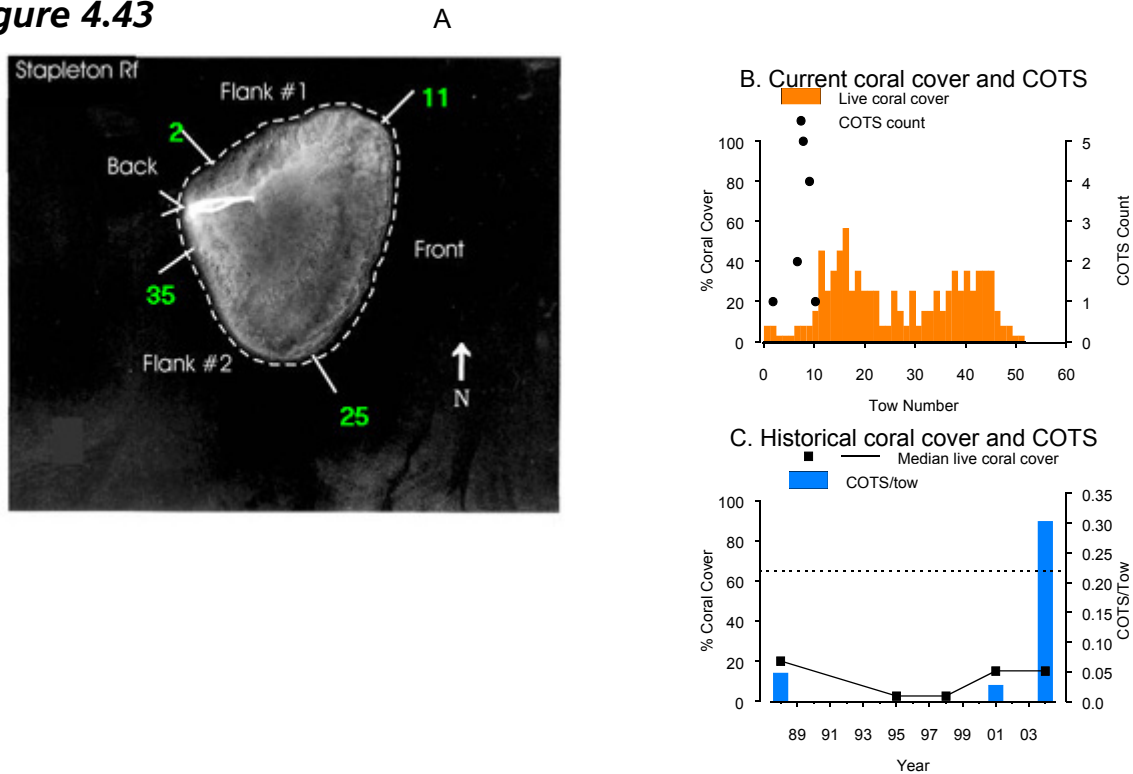 gure 4.43
A
Stapleton Rf
Flank #1
11
2
Back
Front
35
Flank #2
N
25
B. Current coral cover and COTS
Live coral cover
COTS count
100
80
60
40
20
0
% Coral Cover
5
4
3
2
1
0
COTS Count
0 10 20 30 40 50 60
Tow Number
C. Historical coral cover and COTS
Median live coral cover
COTS/tow
100
80
60
40
20
0
% Coral Cover
0.35
0.30
0.25
0.20
0.15
0.10
0.05
0.0
COTS/Tow
89 91 93 95 97 99 01 03
Year